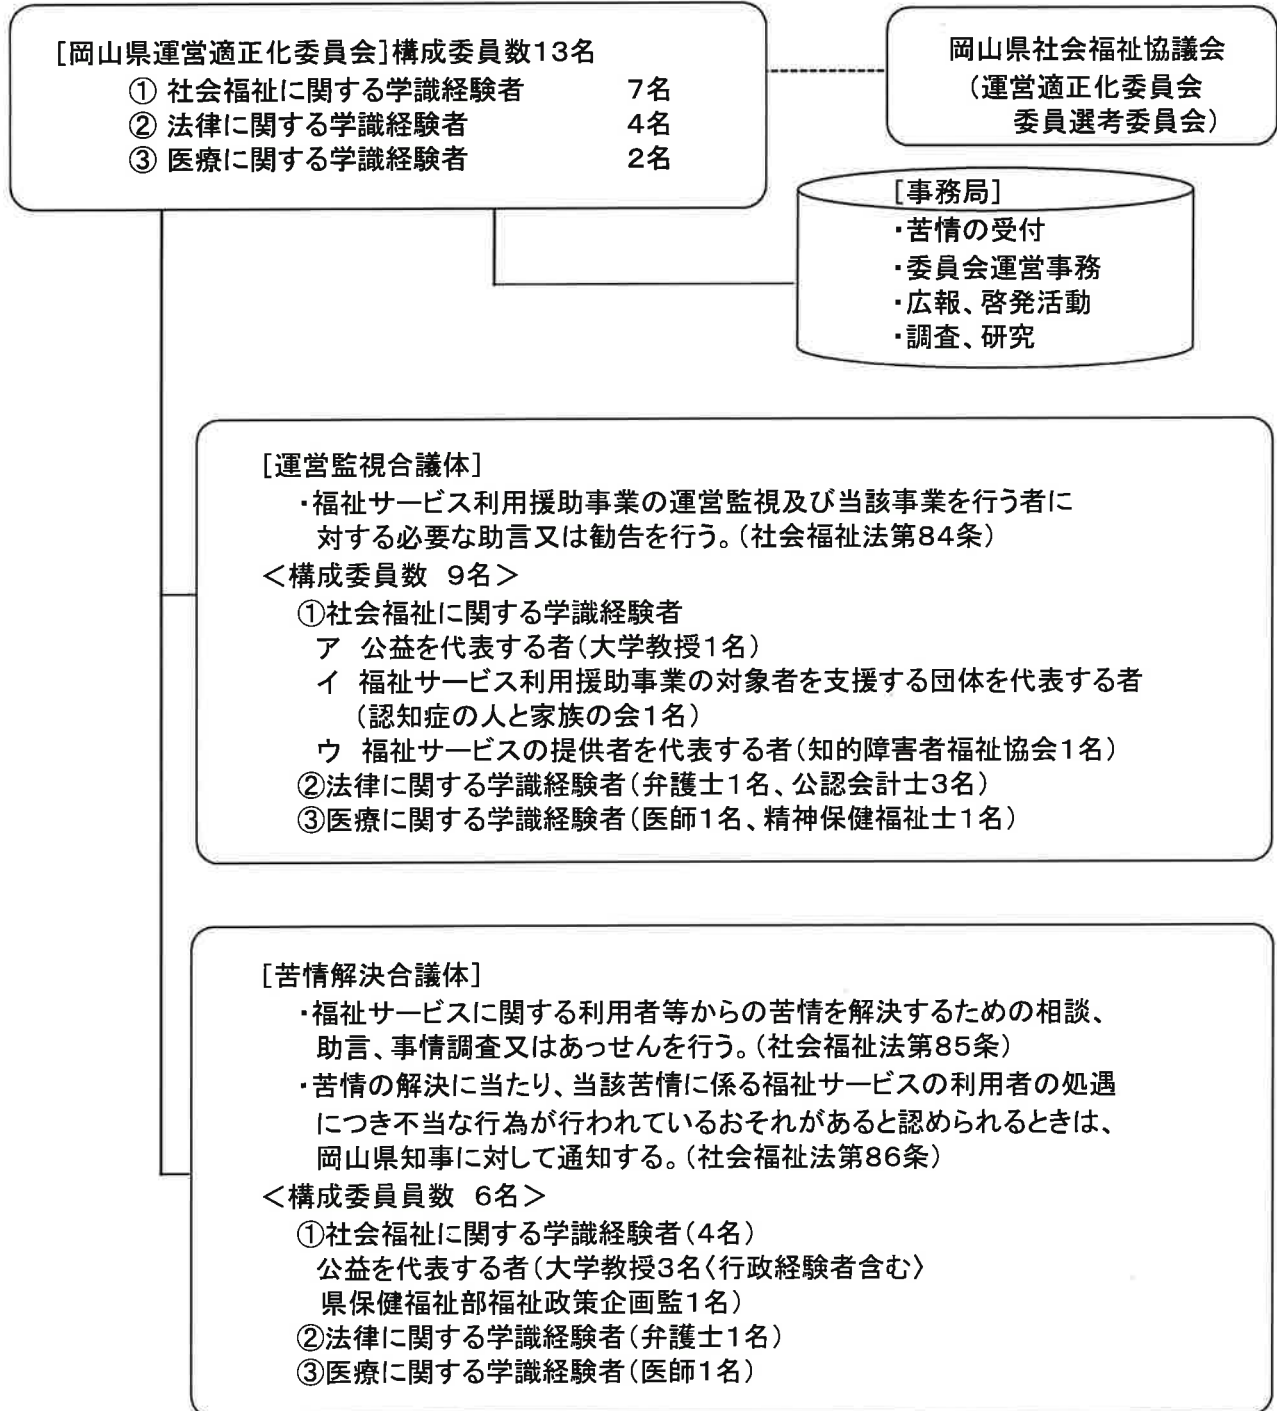 [岡山県運営適正化委員会]構成委員数13名
① 社会福祉に関する学識経験者 7名
② 法律に関する学識経験者 4名
③ 医療に関する学識経験者 2名
岡山県社会福祉協議会
(運営適正化委員会
委員選考委員会)
[事務局]
・苦情の受付
・委員会運営事務
・広報、啓発活動
・調査、研究
[運営監視合議体]
・福祉サービス利用援助事業の運営監視及び当該事業を行う者に
対する必要な助言又は勧告を行う。(社会福祉法第84条)
<構成委員数 9名>
①社会福祉に関する学識経験者
ア 公益を代表する者(大学教授1名)
イ 福祉サービス利用援助事業の対象者を支援する団体を代表する者
(認知症の人と家族の会1名)
ウ 福祉サービスの提供者を代表する者(知的障害者福祉協会1名)
②法律に関する学識経験者(弁護士1名、公認会計士3名)
③医療に関する学識経験者(医師1名、精神保健福祉士1名)
[苦情解決合議体]
・福祉サービスに関する利用者等からの苦情を解決するための相談、
助言、事情調査又はあっせんを行う。(社会福祉法第85条)
・苦情の解決に当たり、当該苦情に係る福祉サービスの利用者の処遇
につき不当な行為が行われているおそれがあると認められるときは、
岡山県知事に対して通知する。(社会福祉法第86条)
<構成委員員数 6名>
①社会福祉に関する学識経験者(4名)
公益を代表する者(大学教授3名〈行政経験者含む〉
県保健福祉部福祉政策企画監1名)
②法律に関する学識経験者(弁護士1名)
③医療に関する学識経験者(医師1名)